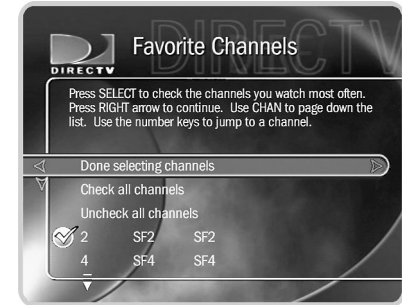 DIRECTV
Favorite Channels
DIRECTV
Press SELECT to check the channels you watch most often.
Press RIGHT arrow to continue. Use CHAN to page down the
list. Use the number keys to jump to a channel.
Done selecting channels
Check all channels
Uncheck all channels
2 SF2 SF2
4 SF4 SF4